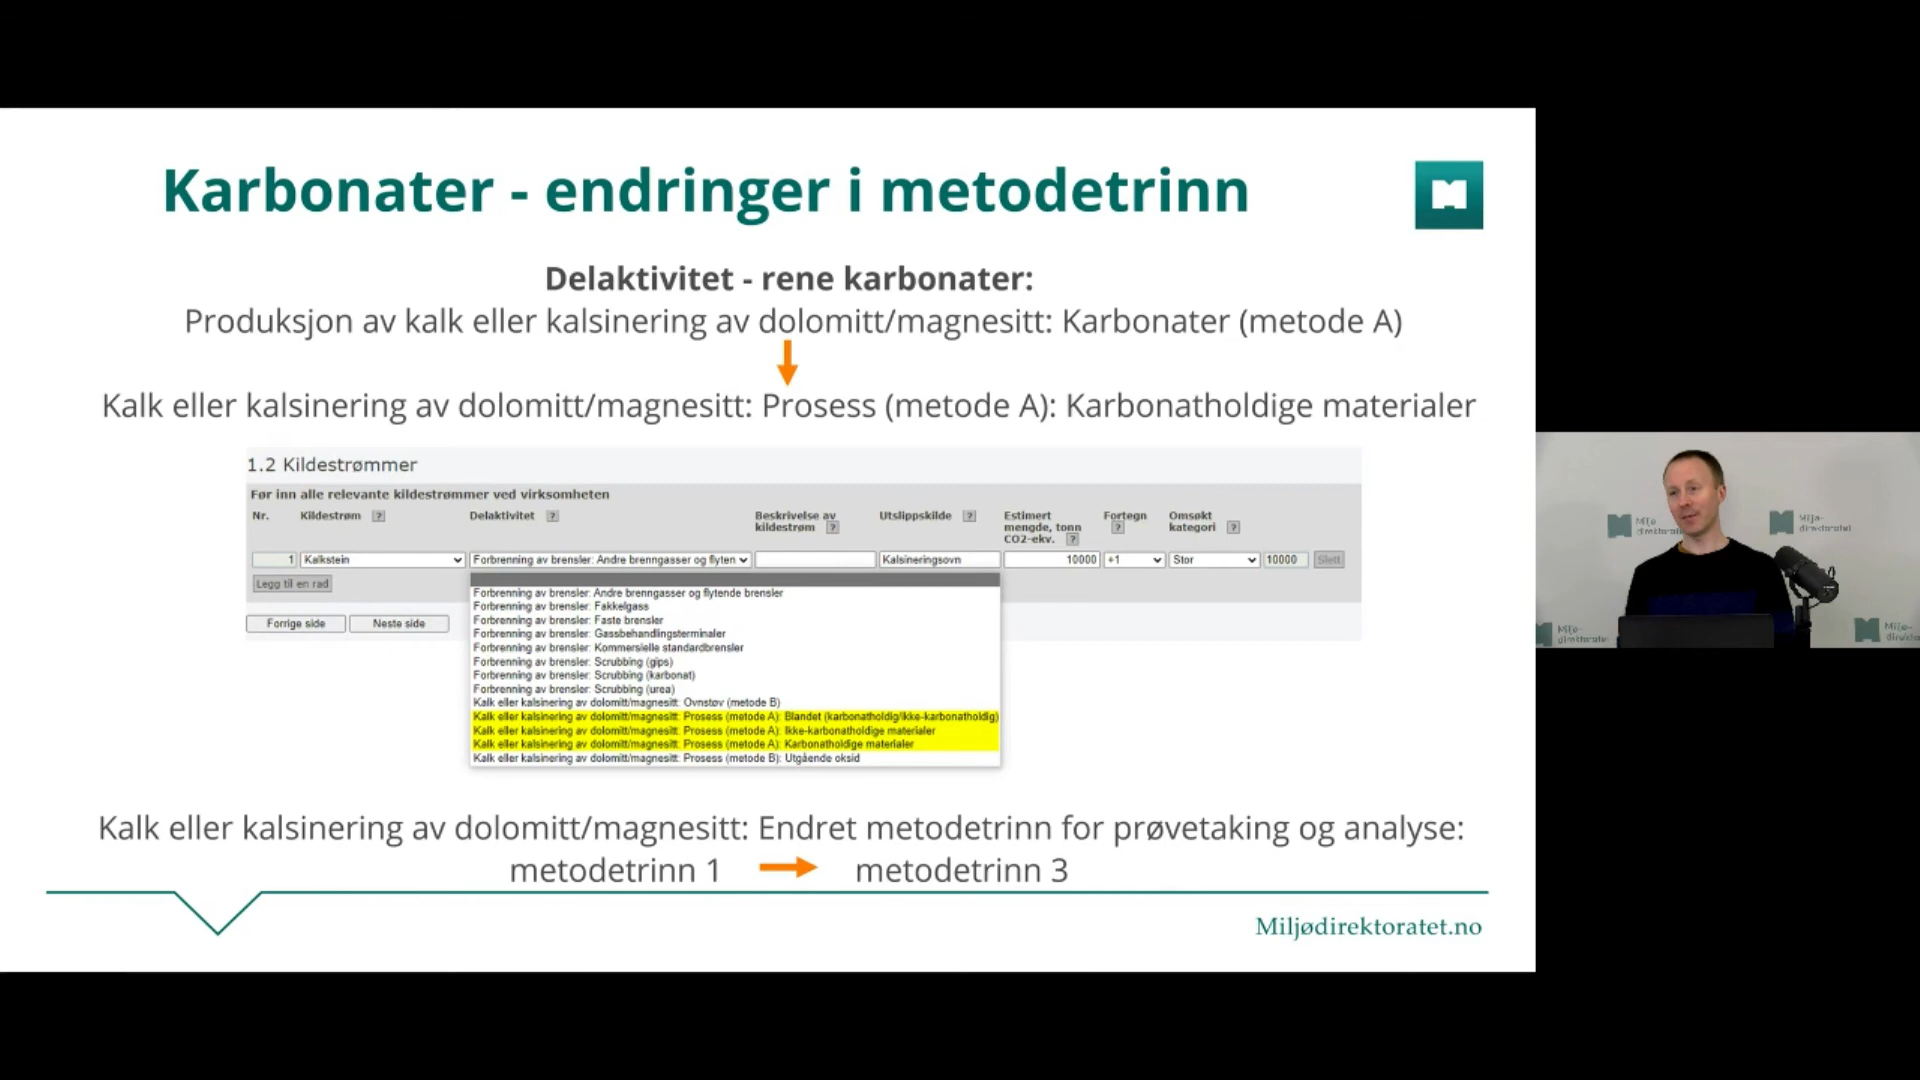 Karbonater - endringer i metodetrinn
Delaktivitet - rene karbonater:
Produksjon av kalk eller kalsinering av dolomitt/magnesitt: Karbonater (metode A)
Kalk eller kalsinering av dolomitt/magnesitt: Prosess (metode A): Karbonatholdige materialer
1.2 Kildestrømmer
Før inn alle relevante kildestrømmer ved virksomheten
Nr. Kildestrøm ? Delaktivitet ? Beskrivelse av kildestrøm ? Utslippskilde ? Estimert mengde, tonn CO2-ekv. ? Fortegn ? Omsøkt kategori ?
1 Kalkstein Forbrenning av brensler: Andre brenngasser og flyten Kalsineringsovn 10000 +1 Stor 10000 Slett
Legg til en rad
Forrige side Neste side
Forbrenning av brensler: Andre brenngasser og flytende brensler
Forbrenning av brensler: Fakkelgass
Forbrenning av brensler: Faste brensler
Forbrenning av brensler: Gassbehandlingsterminaler
Forbrenning av brensler: Kommersielle standardbrensler
Forbrenning av brensler: Scrubbing (gips)
Forbrenning av brensler: Scrubbing (karbonat)
Forbrenning av brensler: Scrubbing (urea)
Kalk eller kalsinering av dolomitt/magnesitt: Ovnstøv (metode B)
Kalk eller kalsinering av dolomitt/magnesitt: Prosess (metode A): Blandet (karbonatholdig/ikke-karbonatholdig)
Kalk eller kalsinering av dolomitt/magnesitt: Prosess (metode A): Ikke-karbonatholdige materialer
Kalk eller kalsinering av dolomitt/magnesitt: Prosess (metode A): Karbonatholdige materialer
Kalk eller kalsinering av dolomitt/magnesitt: Prosess (metode B): Utgående oksid
Kalk eller kalsinering av dolomitt/magnesitt: Endret metodetrinn for prøvetaking og analyse:
metodetrinn 1 metodetrinn 3
Miljødirektoratet.no
Miljø-
direktoratet